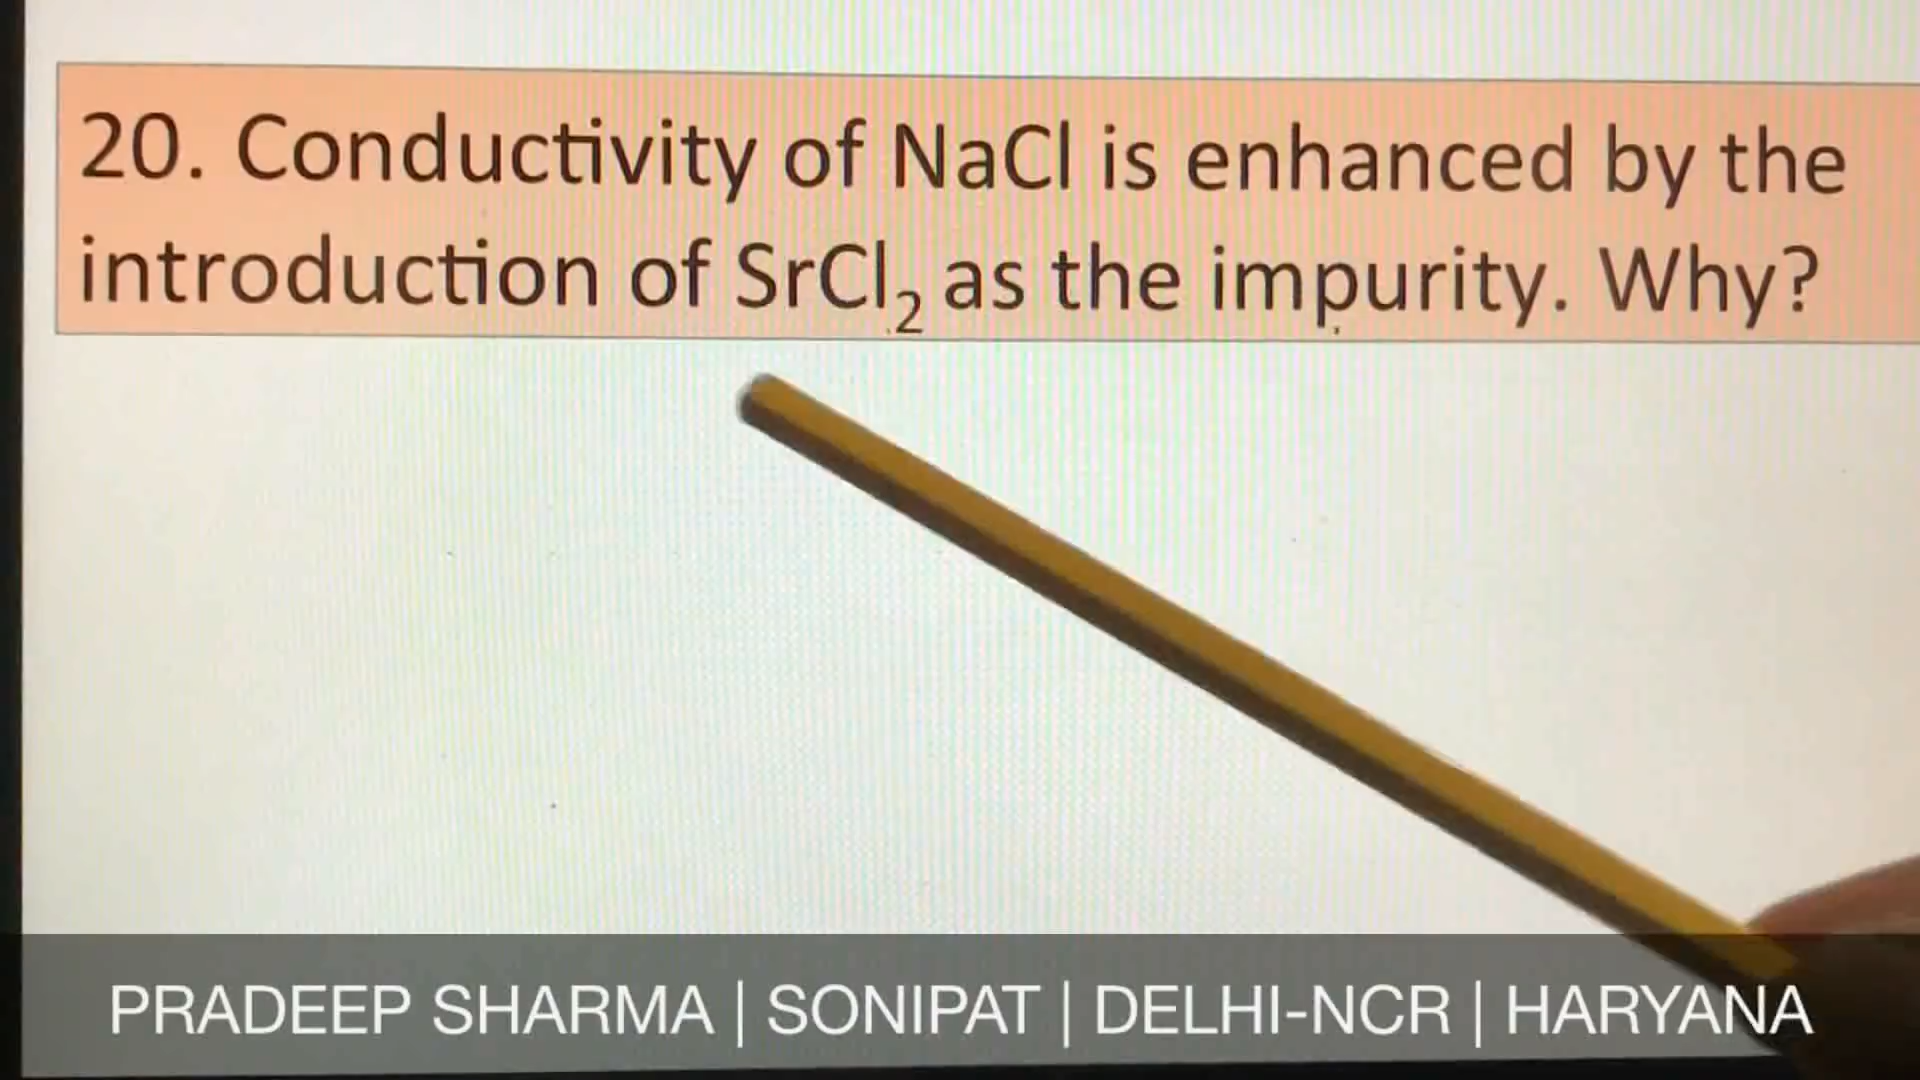 20. Conductivity of NaCl is enhanced by the
introduction of SrCl₂ as the impurity. Why?
PRADEEP SHARMA | SONIPAT | DELHI-NCR | HARYANA